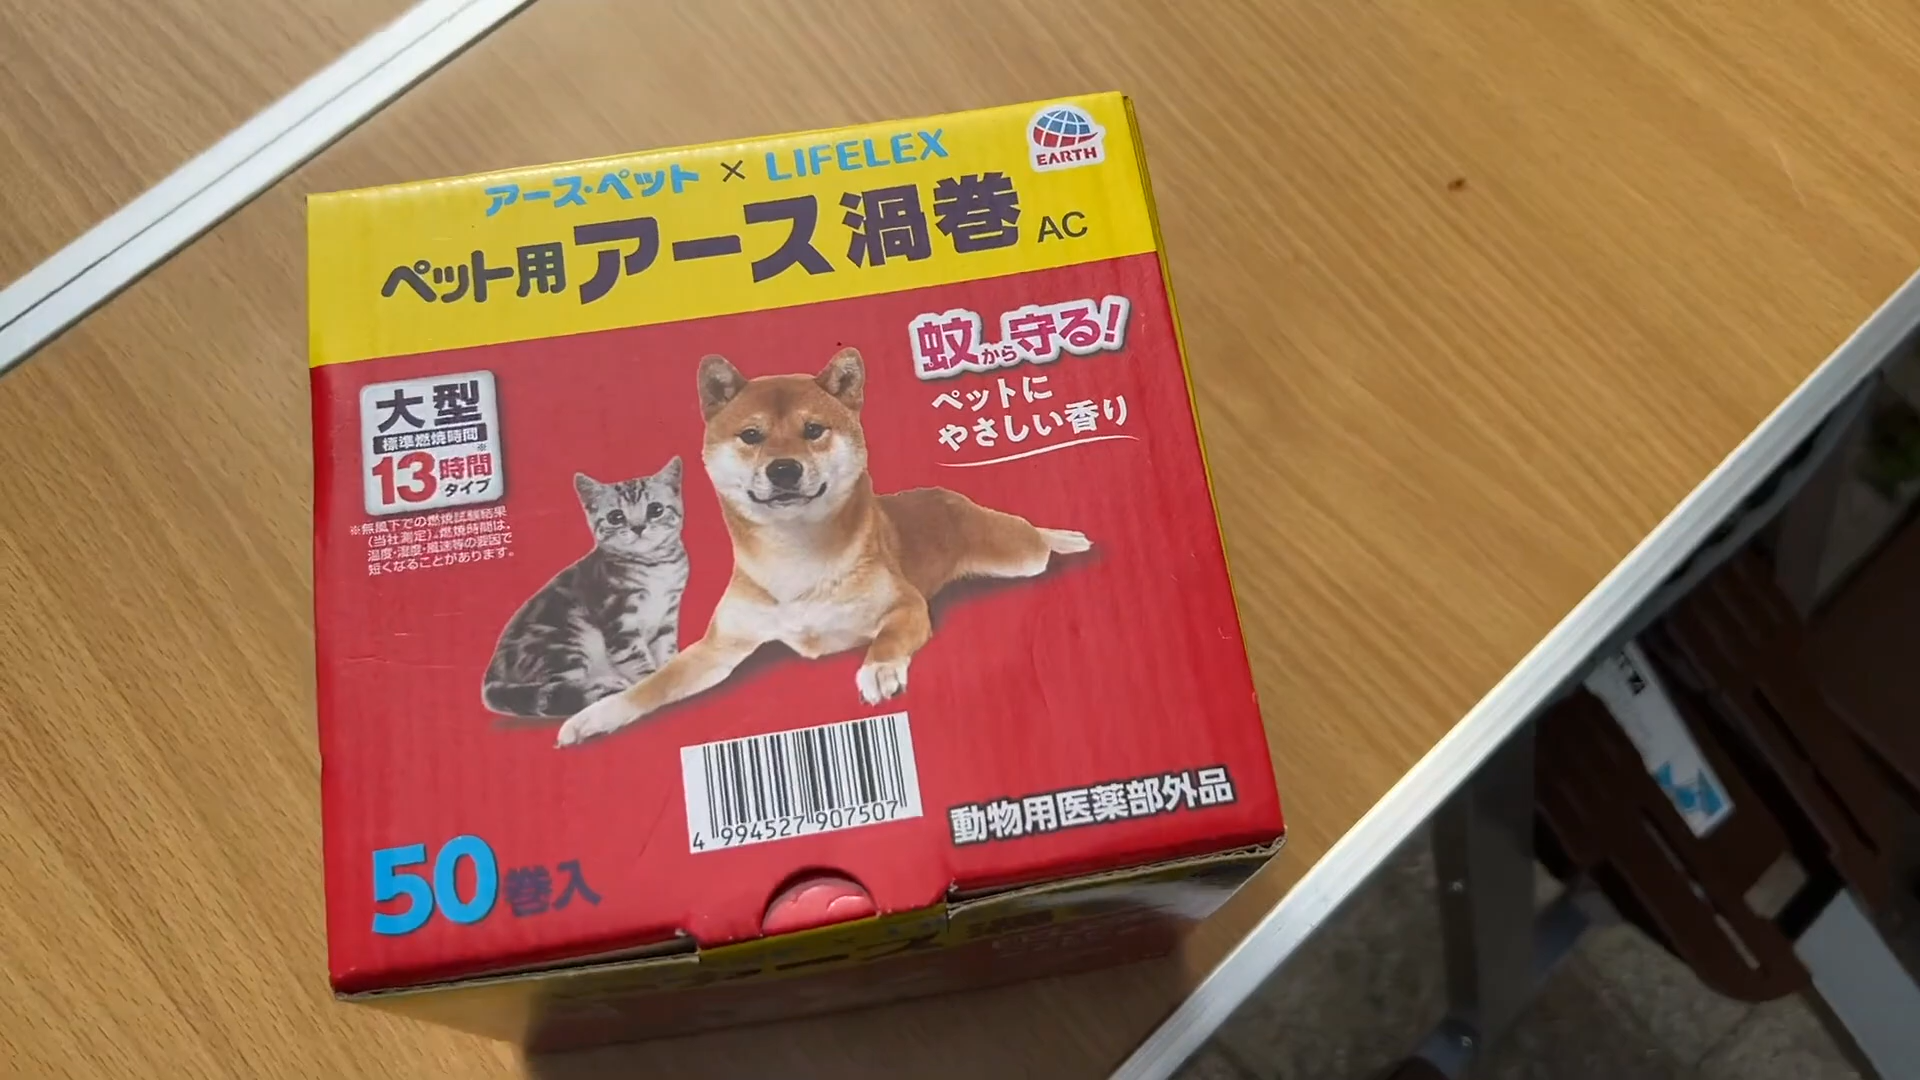 アース・ペット × LIFELEX
EARTH
ペット用アース渦巻 AC
蚊から守る!
ペットに
やさしい香り
大型
標準燃焼時間※
13時間
タイプ
※無風下での燃焼試験結果
(当社測定)。燃焼時間は、
温度・湿度・風速等の要因で
短くなることがあります。
4 994527 907507
動物用医薬部外品
50巻入